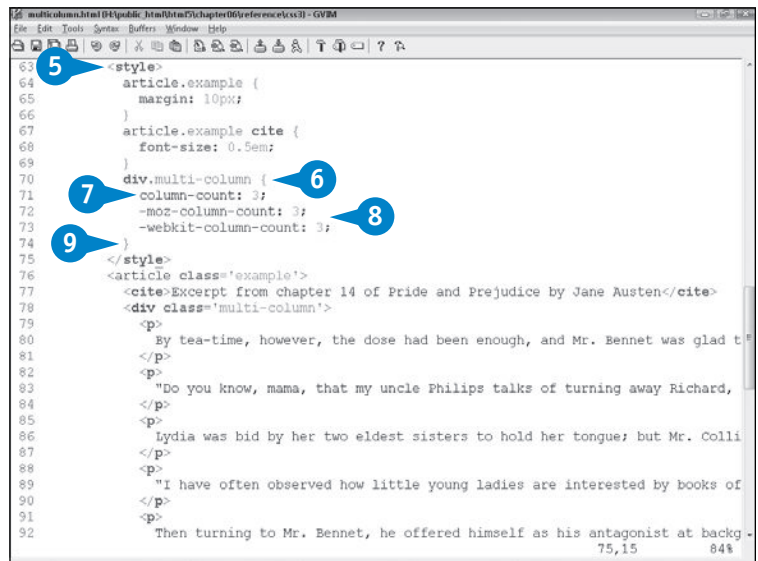 multicolumn.html (H:\public_html\html5\chapter06\reference\css3) - GVIM
File Edit Tools Syntax Buffers Window Help
63 5 <style>
64 article.example {
65 margin: 10px;
66 }
67 article.example cite {
68 font-size: 0.5em;
69 }
70 div.multi-column { 6
71 7 column-count: 3;
72 -moz-column-count: 3; 8
73 -webkit-column-count: 3;
74 9 }
75 </style>
76 <article class='example'>
77 <cite>Excerpt from chapter 14 of Pride and Prejudice by Jane Austen</cite>
78 <div class='multi-column'>
79 <p>
80 By tea-time, however, the dose had been enough, and Mr. Bennet was glad t
81 </p>
82 <p>
83 "Do you know, mama, that my uncle Philips talks of turning away Richard,
84 </p>
85 <p>
86 Lydia was bid by her two eldest sisters to hold her tongue; but Mr. Colli
87 </p>
88 <p>
89 "I have often observed how little young ladies are interested by books of
90 </p>
91 <p>
92 Then turning to Mr. Bennet, he offered himself as his antagonist at backg
75,15 84%